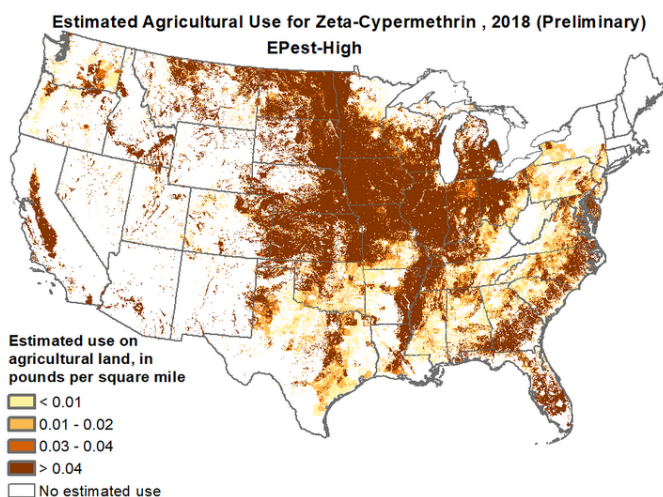 Estimated Agricultural Use for Zeta-Cypermethrin , 2018 (Preliminary)
EPest-High
Estimated use on
agricultural land, in
pounds per square mile
< 0.01
0.01 - 0.02
0.03 - 0.04
> 0.04
No estimated use